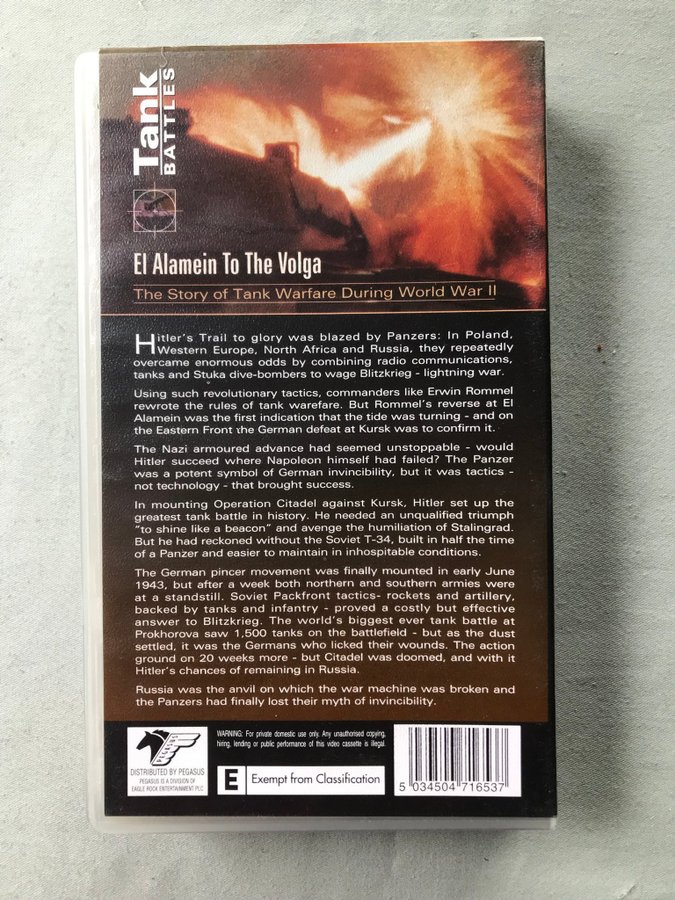 Tank
BATTLES
El Alamein To The Volga
The Story of Tank Warfare During World War II
Hitler's Trail to glory was blazed by Panzers: In Poland,
Western Europe, North Africa and Russia, they repeatedly
overcame enormous odds by combining radio communications,
tanks and Stuka dive-bombers to wage Blitzkrieg - lightning war.
Using such revolutionary tactics, commanders like Erwin Rommel
rewrote the rules of tank warefare. But Rommel's reverse at El
Alamein was the first indication that the tide was turning - and on
the Eastern Front the German defeat at Kursk was to confirm it.
The Nazi armoured advance had seemed unstoppable - would
Hitler succeed where Napoleon himself had failed? The Panzer
was a potent symbol of German invincibility, but it was tactics -
not technology - that brought success.
In mounting Operation Citadel against Kursk, Hitler set up the
greatest tank battle in history. He needed an unqualified triumph
"to shine like a beacon" and avenge the humiliation of Stalingrad.
But he had reckoned without the Soviet T-34, built in half the time
of a Panzer and easier to maintain in inhospitable conditions.
The German pincer movement was finally mounted in early June
1943, but after a week both northern and southern armies were
at a standstill. Soviet Packfront tactics- rockets and artillery,
backed by tanks and infantry - proved a costly but effective
answer to Blitzkrieg. The world's biggest ever tank battle at
Prokhorova saw 1,500 tanks on the battlefield - but as the dust
settled, it was the Germans who licked their wounds. The action
ground on 20 weeks more - but Citadel was doomed, and with it
Hitler's chances of remaining in Russia.
Russia was the anvil on which the war machine was broken and
the Panzers had finally lost their myth of invincibility.
DISTRIBUTED BY PEGASUS
PEGASUS IS A DIVISION OF
EAGLE ROCK ENTERTAINMENT PLC
WARNING: For private domestic use only. Any unauthorised copying,
hiring, lending or public performance of this video cassette is illegal.
E Exempt from Classification
5 034504 716537